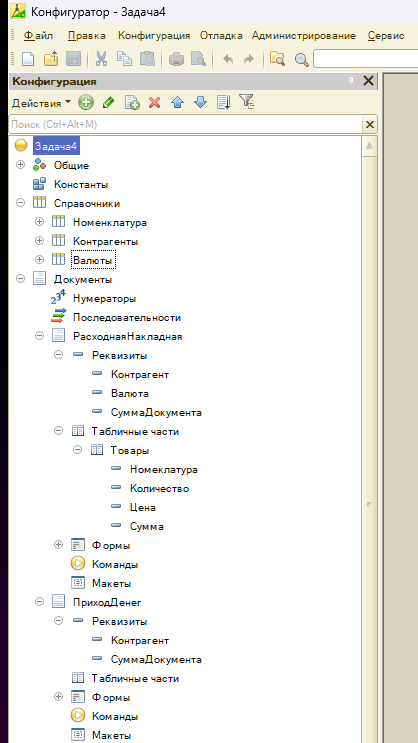 Конфигуратор - Задача4
Файл Правка Конфигурация Отладка Администрирование Сервис
Конфигурация
Действия
Поиск (Ctrl+Alt+M)
Задача4
Общие
Константы
Справочники
Номенклатура
Контрагенты
Валюты
Документы
Нумераторы
Последовательности
РасходнаяНакладная
Реквизиты
Контрагент
Валюта
СуммаДокумента
Табличные части
Товары
Номеклатура
Количество
Цена
Сумма
Формы
Команды
Макеты
ПриходДенег
Реквизиты
Контрагент
СуммаДокумента
Табличные части
Формы
Команды
Макеты